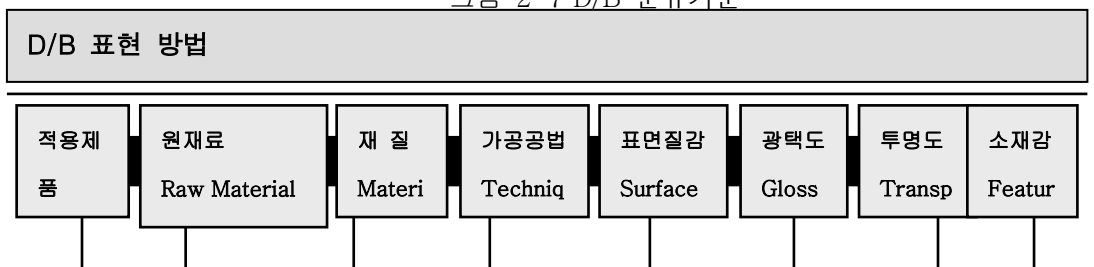 D/B 표현 방법
적용제
품
원재료
Raw Material
재 질
Materi
가공공법
Techniq
표면질감
Surface
광택도
Gloss
투명도
Transp
소재감
Featur